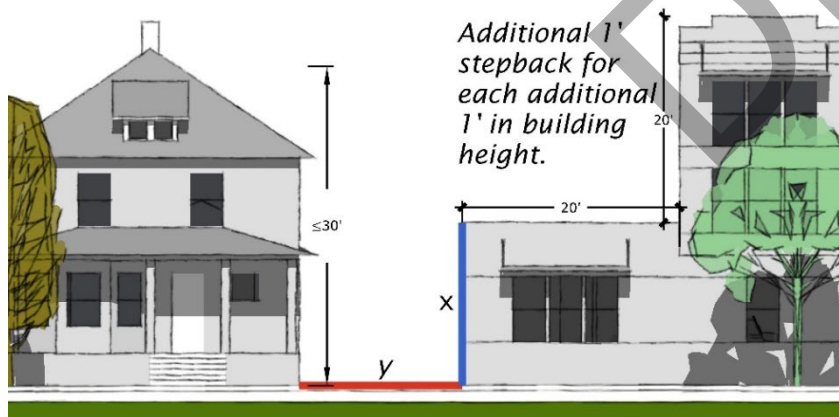 Additional 1'
stepback for
each additional
1' in building
height.
20'
20'
≤30'
x
y